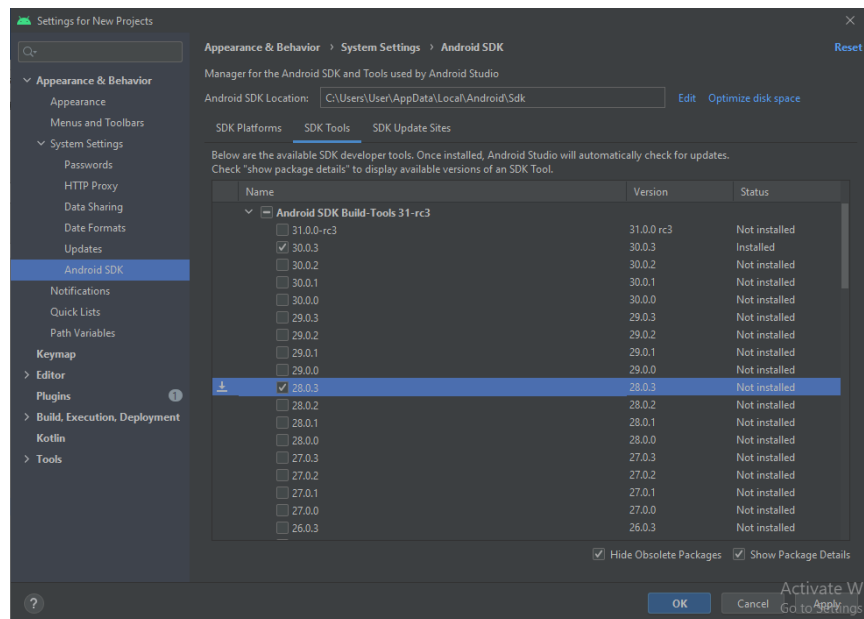 Settings for New Projects
Appearance & Behavior › System Settings › Android SDK Reset
Manager for the Android SDK and Tools used by Android Studio
Android SDK Location: C:\Users\User\AppData\Local\Android\Sdk Edit Optimize disk space
Appearance & Behavior
Appearance
Menus and Toolbars
System Settings
Passwords
HTTP Proxy
Data Sharing
Date Formats
Updates
Android SDK
Notifications
Quick Lists
Path Variables
Keymap
Editor
Plugins 1
Build, Execution, Deployment
Kotlin
Tools
SDK Platforms SDK Tools SDK Update Sites
Below are the available SDK developer tools. Once installed, Android Studio will automatically check for updates.
Check "show package details" to display available versions of an SDK Tool.
Name Version Status
Android SDK Build-Tools 31-rc3
31.0.0-rc3 31.0.0 rc3 Not installed
30.0.3 30.0.3 Installed
30.0.2 30.0.2 Not installed
30.0.1 30.0.1 Not installed
30.0.0 30.0.0 Not installed
29.0.3 29.0.3 Not installed
29.0.2 29.0.2 Not installed
29.0.1 29.0.1 Not installed
29.0.0 29.0.0 Not installed
28.0.3 28.0.3 Not installed
28.0.2 28.0.2 Not installed
28.0.1 28.0.1 Not installed
28.0.0 28.0.0 Not installed
27.0.3 27.0.3 Not installed
27.0.2 27.0.2 Not installed
27.0.1 27.0.1 Not installed
27.0.0 27.0.0 Not installed
26.0.3 26.0.3 Not installed
Hide Obsolete Packages Show Package Details
Activate W
? OK Cancel Apply
Go to Settings